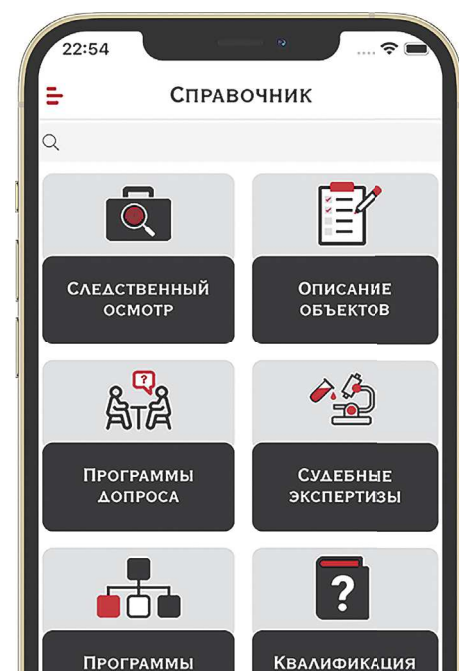 22:54
Справочник
Следственный
осмотр
Описание
объектов
?
Программы
допроса
Судебные
экспертизы
?
Программы
Квалификация